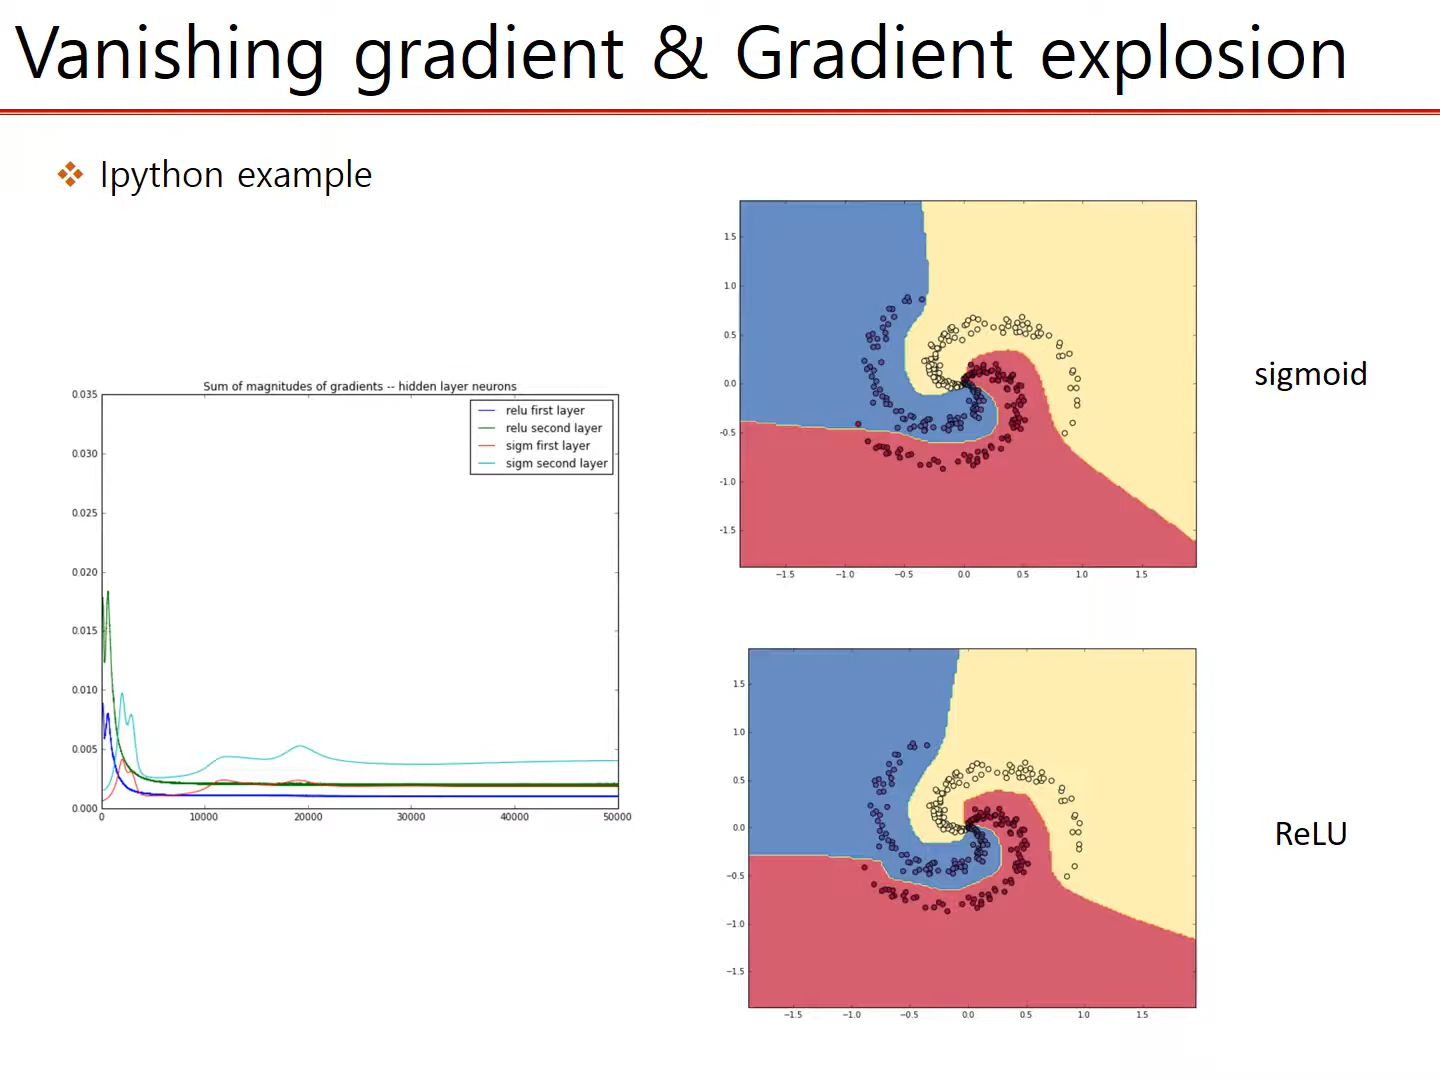 Vanishing gradient & Gradient explosion
Ipython example
Sum of magnitudes of gradients -- hidden layer neurons
0.035
0.030
0.025
0.020
0.015
0.010
0.005
0.000
0 10000 20000 30000 40000 50000
relu first layer
relu second layer
sigm first layer
sigm second layer
1.5
1.0
0.5
0.0
-0.5
-1.0
-1.5
−1.5 −1.0 −0.5 0.0 0.5 1.0 1.5
sigmoid
1.5
1.0
0.5
0.0
−0.5
−1.0
−1.5
−1.5 −1.0 −0.5 0.0 0.5 1.0 1.5
ReLU